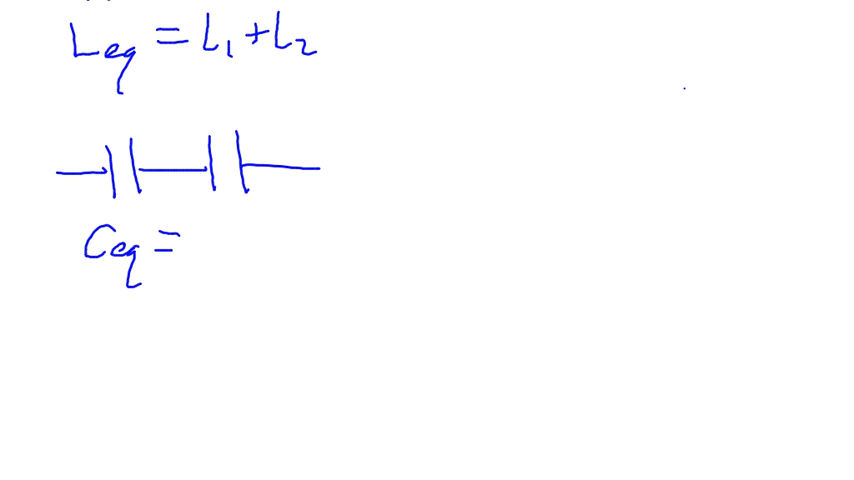 Leq = L1 + L2
Ceq =